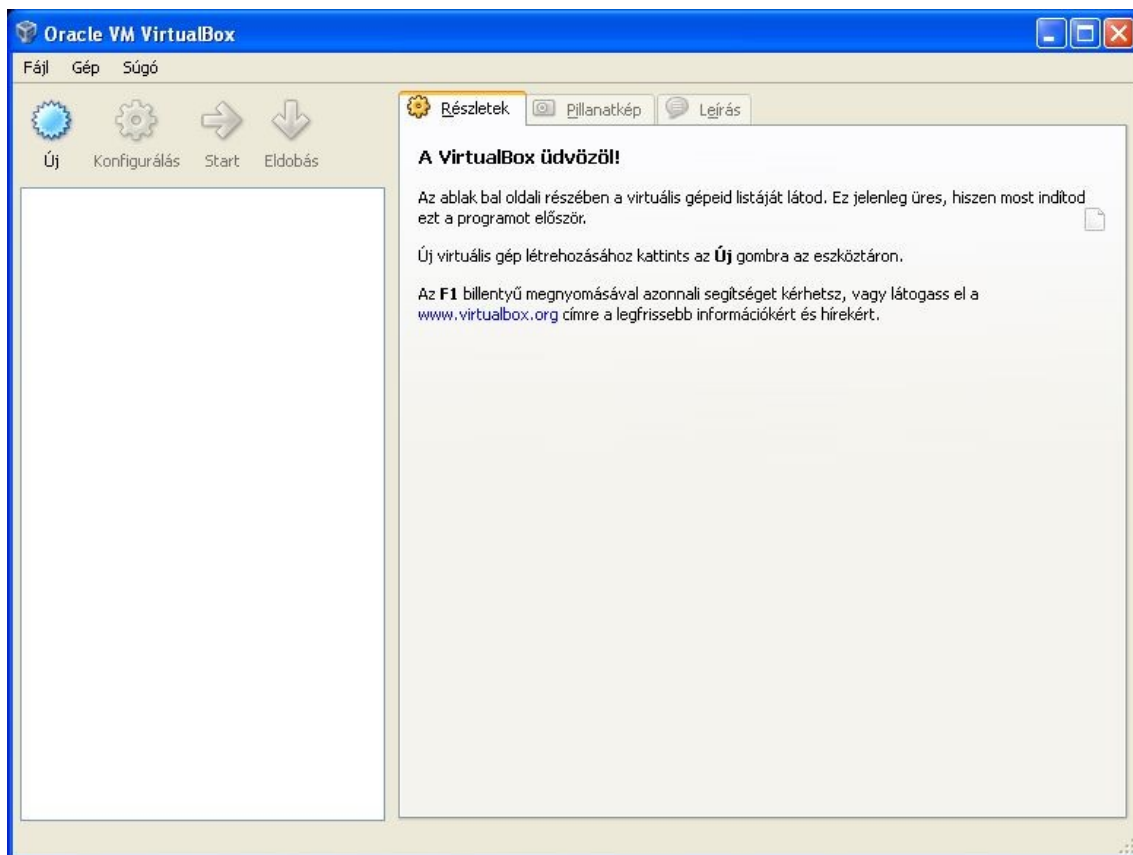 Oracle VM VirtualBox
Fájl Gép Súgó
Új Konfigurálás Start Eldobás
Részletek Pillanatkép Leírás
A VirtualBox üdvözöl!
Az ablak bal oldali részében a virtuális gépeid listáját látod. Ez jelenleg üres, hiszen most indítod
ezt a programot először.
Új virtuális gép létrehozásához kattints az Új gombra az eszköztáron.
Az F1 billentyű megnyomásával azonnali segítséget kérhetsz, vagy látogass el a
www.virtualbox.org címre a legfrissebb információkért és hírekért.